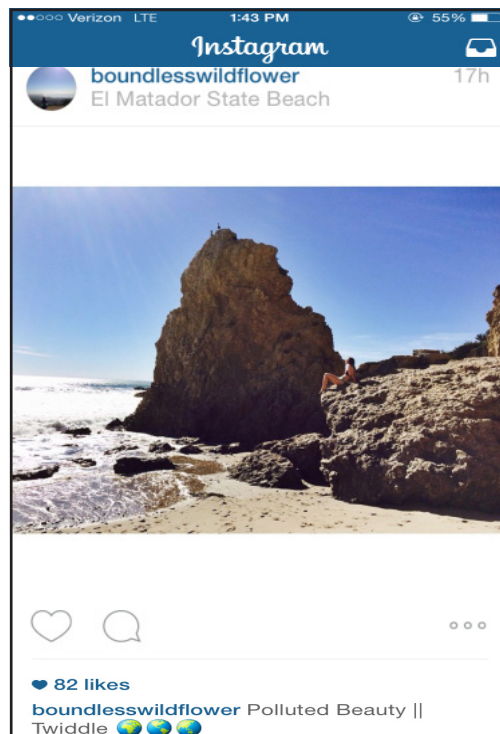 Verizon LTE 1:43 PM 55%
Instagram
boundlesswildflower 17h
El Matador State Beach
82 likes
boundlesswildflower Polluted Beauty ||
Twiddle 🌍🌎🌏